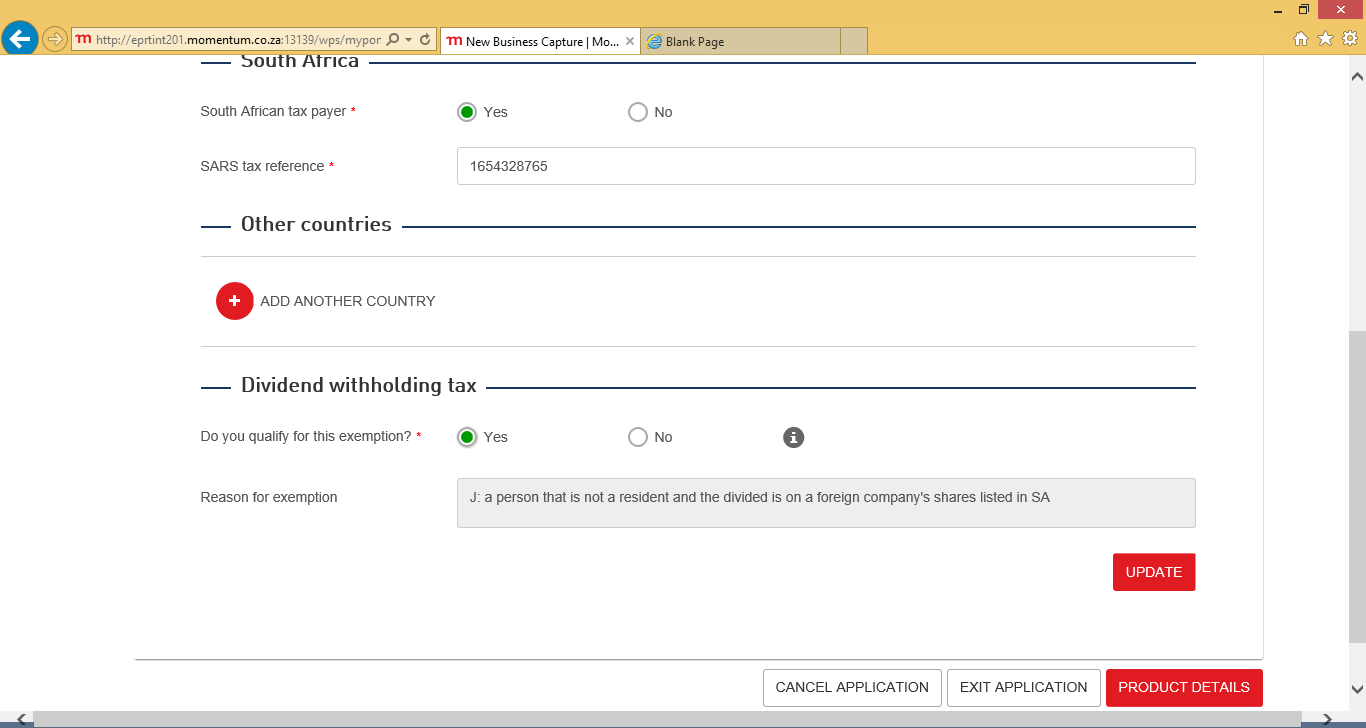 http://eprtint201.momentum.co.za:13139/wps/mypor
m New Business Capture | Mo...
Blank Page
South Africa
South African tax payer *
Yes
No
SARS tax reference *
1654328765
Other countries
+ ADD ANOTHER COUNTRY
Dividend withholding tax
Do you qualify for this exemption? *
Yes
No
i
Reason for exemption
J: a person that is not a resident and the divided is on a foreign company's shares listed in SA
UPDATE
CANCEL APPLICATION
EXIT APPLICATION
PRODUCT DETAILS